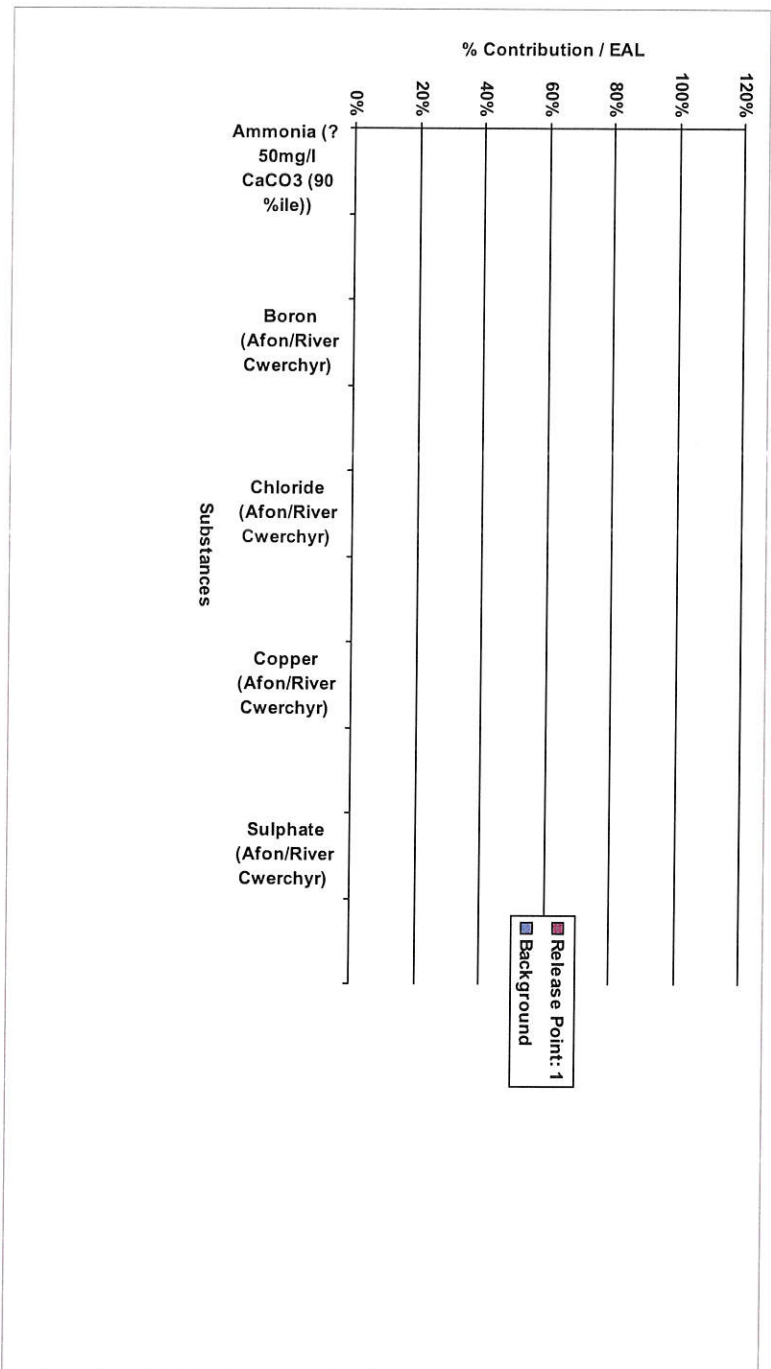 % Contribution / EAL
120%
100%
80%
60%
40%
20%
0%
Ammonia (?
50mg/l
CaCO3 (90
%ile))
Boron
(Afon/River
Cwerchyr)
Chloride
(Afon/River
Cwerchyr)
Copper
(Afon/River
Cwerchyr)
Sulphate
(Afon/River
Cwerchyr)
Substances
Release Point: 1
Background